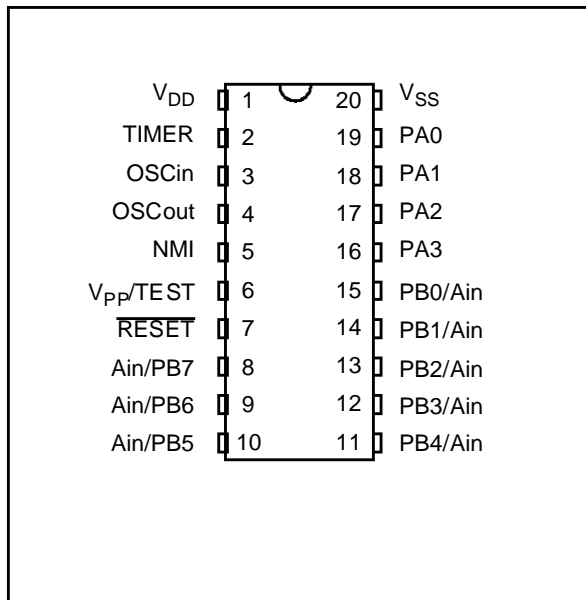 VDD 1 20 VSS
TIMER 2 19 PA0
OSCin 3 18 PA1
OSCout 4 17 PA2
NMI 5 16 PA3
VPP/TEST 6 15 PB0/Ain
RESET 7 14 PB1/Ain
Ain/PB7 8 13 PB2/Ain
Ain/PB6 9 12 PB3/Ain
Ain/PB5 10 11 PB4/Ain